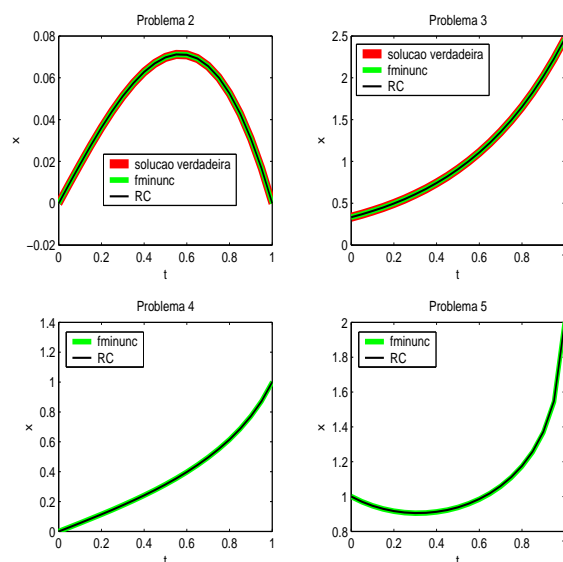 Problema 2
0.08
0.06
0.04
0.02
0
−0.02
x
solucao verdadeira
fminunc
RC
0 0.2 0.4 0.6 0.8 1
t
Problema 3
2.5
2
1.5
1
0.5
0
x
solucao verdadeira
fminunc
RC
0 0.2 0.4 0.6 0.8 1
t
Problema 4
1.4
1.2
1
0.8
0.6
0.4
0.2
0
x
fminunc
RC
0 0.2 0.4 0.6 0.8 1
t
Problema 5
2
1.8
1.6
1.4
1.2
1
0.8
x
fminunc
RC
0 0.2 0.4 0.6 0.8 1
t